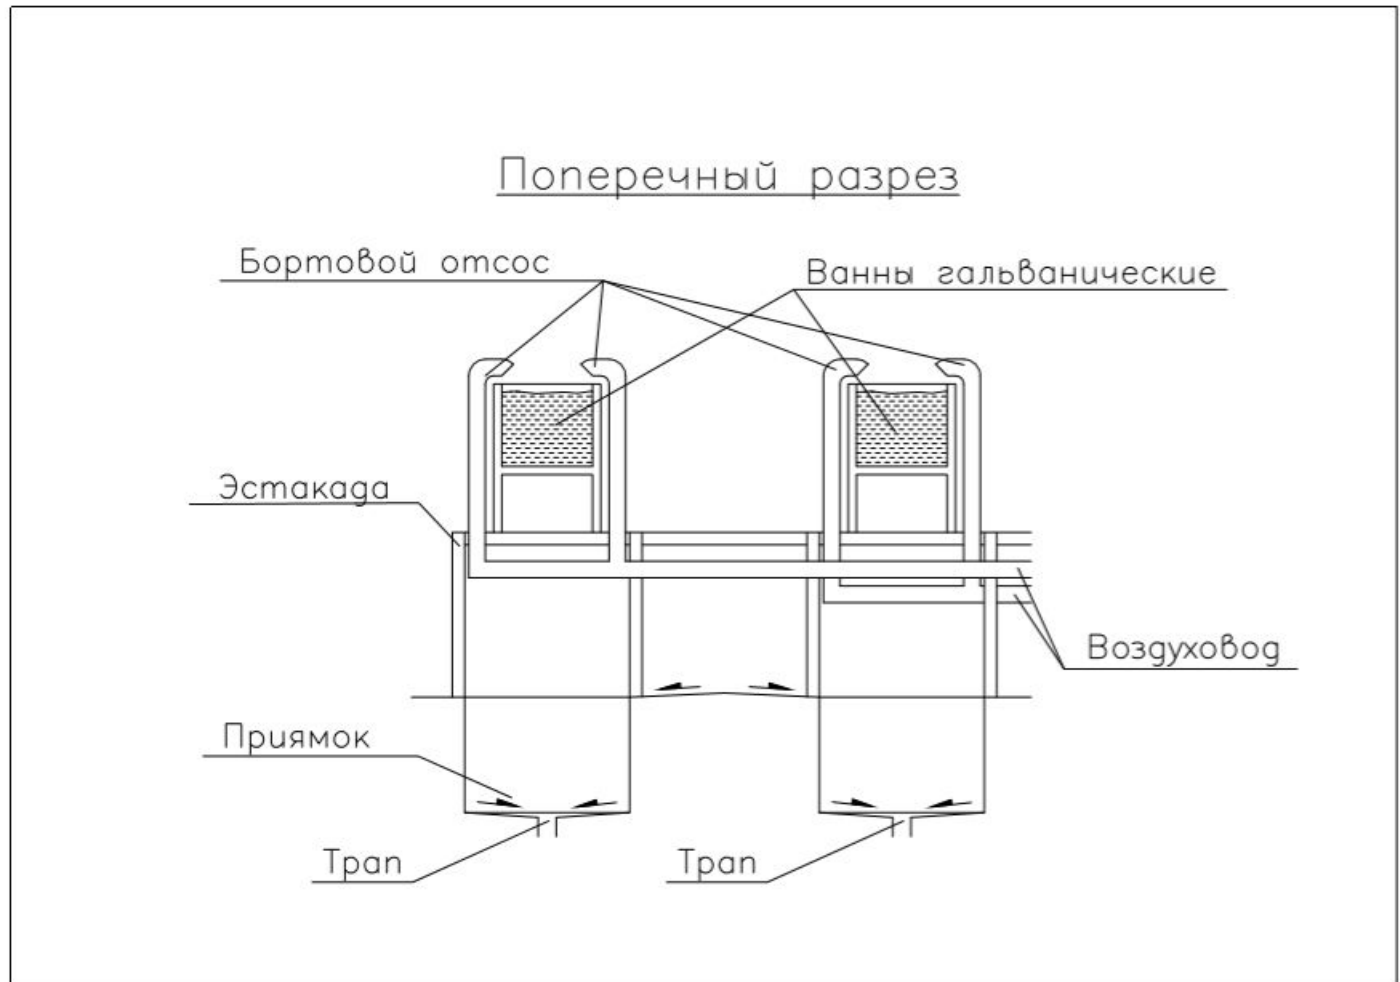 Поперечный разрез
Бортовой отсос
Ванны гальванические
Эстакада
Воздуховод
Приямок
Трап
Трап